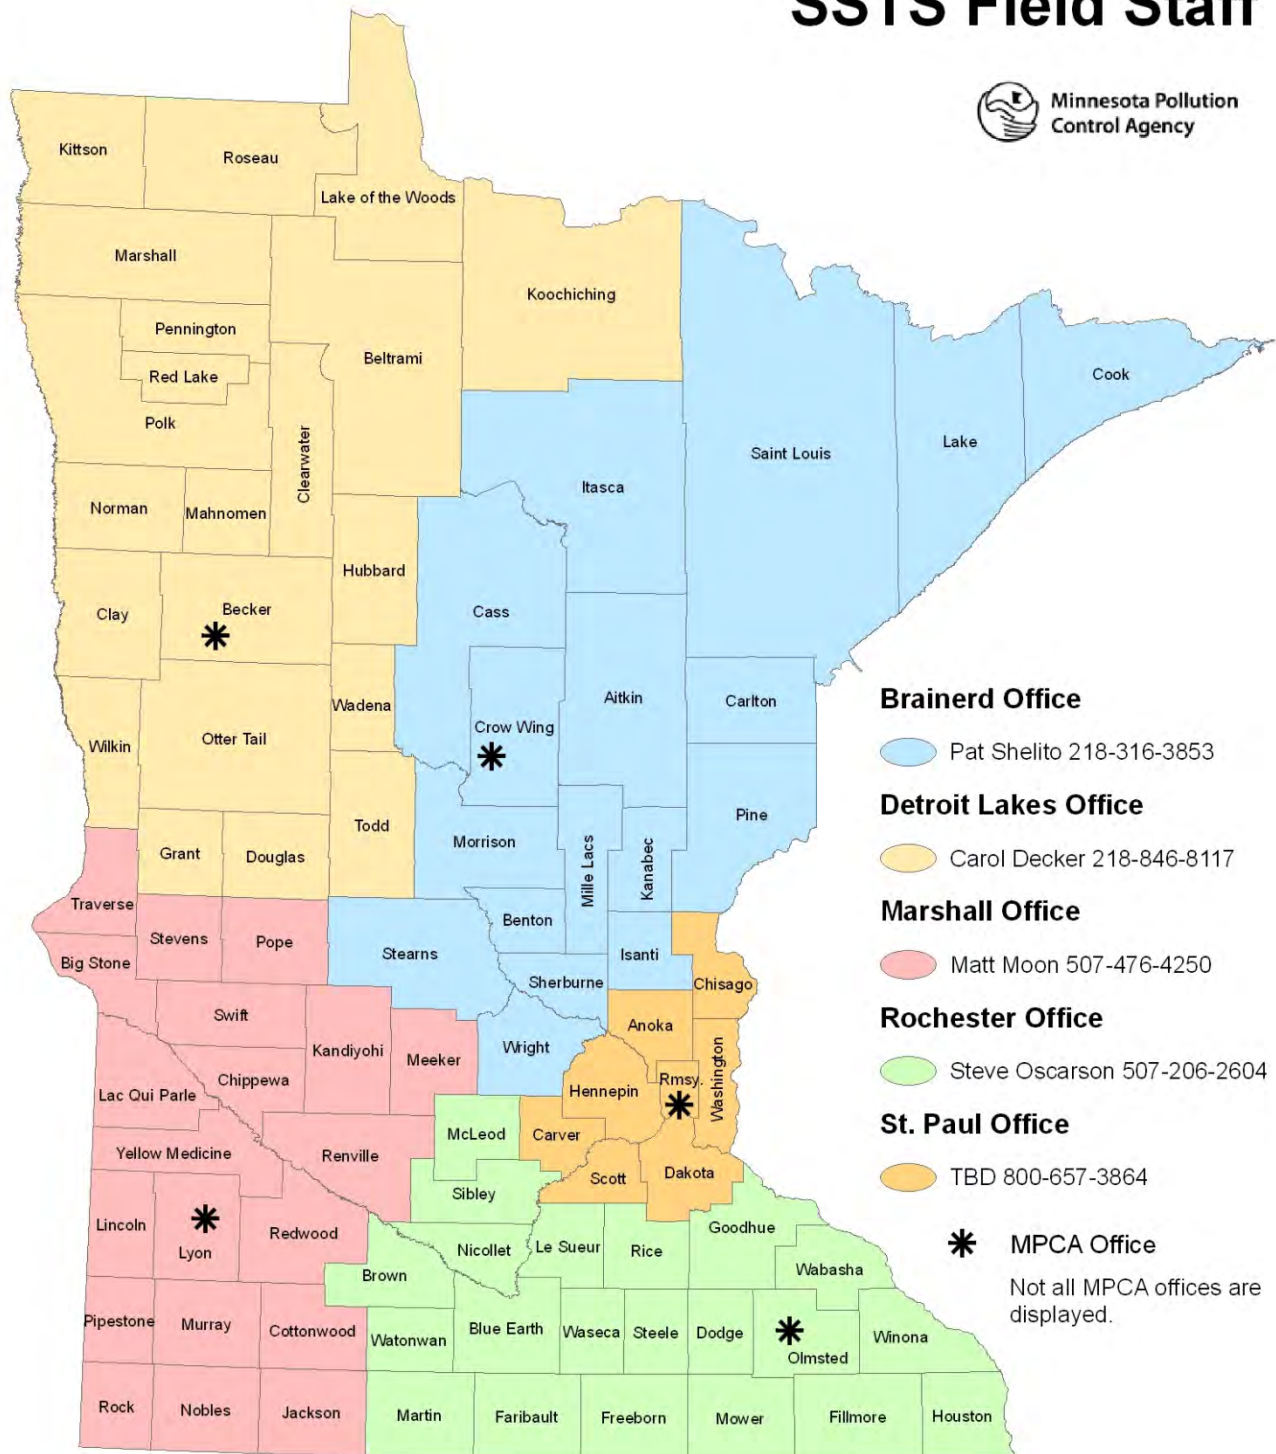 SSTS Field Staff
Minnesota Pollution
Control Agency
Kittson
Roseau
Lake of the Woods
Marshall
Koochiching
Pennington
Beltrami
Red Lake
Cook
Polk
Clearwater
Saint Louis
Lake
Itasca
Norman
Mahnomen
Hubbard
Clay
Becker
Cass
Wadena
Aitkin
Carlton
Crow Wing
Wilkin
Otter Tail
Pine
Todd
Morrison
Grant
Douglas
Mille Lacs
Kanabec
Traverse
Benton
Stevens
Pope
Stearns
Isanti
Big Stone
Sherburne
Chisago
Swift
Anoka
Kandiyohi
Meeker
Wright
Washington
Chippewa
Rmsy.
Lac Qui Parle
Hennepin
McLeod
Carver
Yellow Medicine
Renville
Scott
Dakota
Sibley
Lincoln
Lyon
Redwood
Nicollet
Le Sueur
Rice
Goodhue
Brown
Wabasha
Pipestone
Murray
Cottonwood
Watonwan
Blue Earth
Waseca
Steele
Dodge
Olmsted
Winona
Rock
Nobles
Jackson
Martin
Faribault
Freeborn
Mower
Fillmore
Houston
Brainerd Office
Pat Shelito 218-316-3853
Detroit Lakes Office
Carol Decker 218-846-8117
Marshall Office
Matt Moon 507-476-4250
Rochester Office
Steve Oscarson 507-206-2604
St. Paul Office
TBD 800-657-3864
MPCA Office
Not all MPCA offices are
displayed.